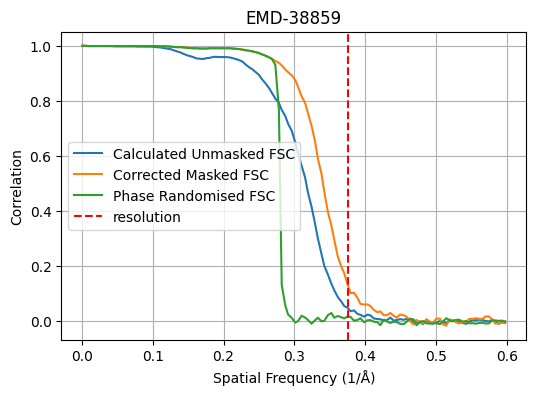 EMD-38859
1.0
0.8
0.6
0.4
0.2
0.0
Correlation
Calculated Unmasked FSC
Corrected Masked FSC
Phase Randomised FSC
resolution
0.0 0.1 0.2 0.3 0.4 0.5 0.6
Spatial Frequency (1/Å)